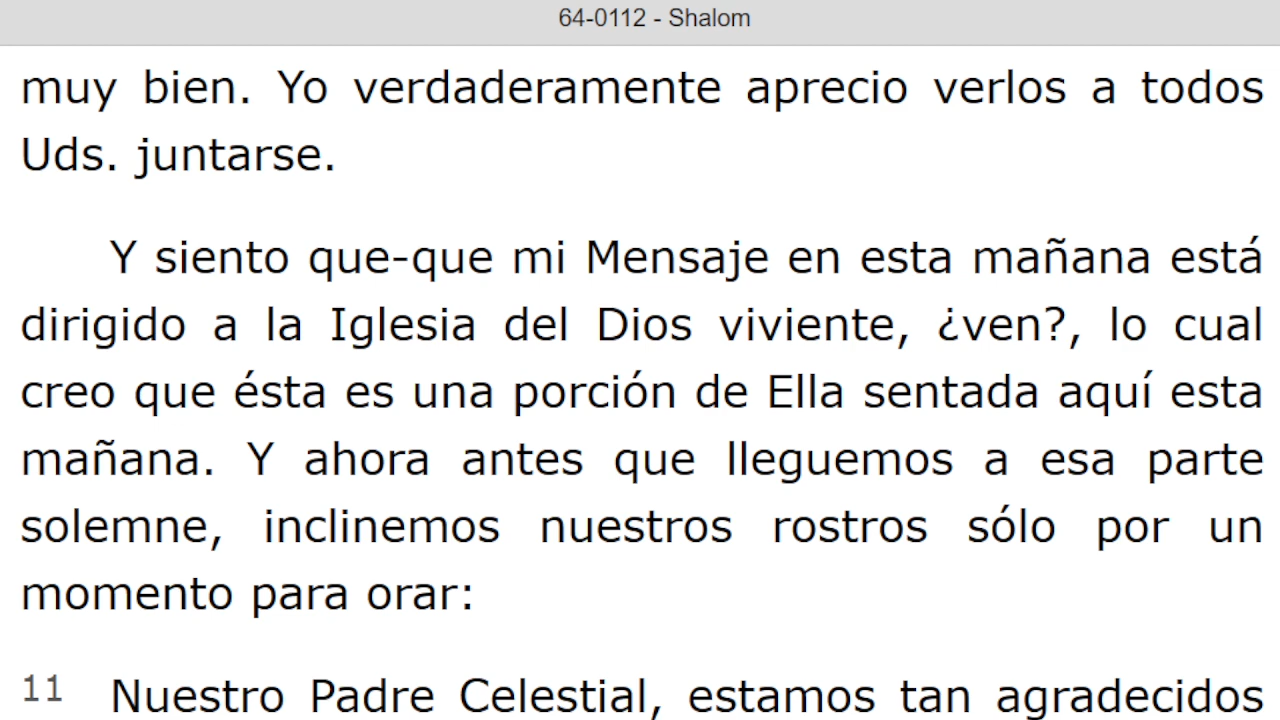 64-0112 - Shalom
muy bien. Yo verdaderamente aprecio verlos a todos
Uds. juntarse.
Y siento que-que mi Mensaje en esta mañana está
dirigido a la Iglesia del Dios viviente, ¿ven?, lo cual
creo que ésta es una porción de Ella sentada aquí esta
mañana. Y ahora antes que lleguemos a esa parte
solemne, inclinemos nuestros rostros sólo por un
momento para orar:
11 Nuestro Padre Celestial, estamos tan agradecidos